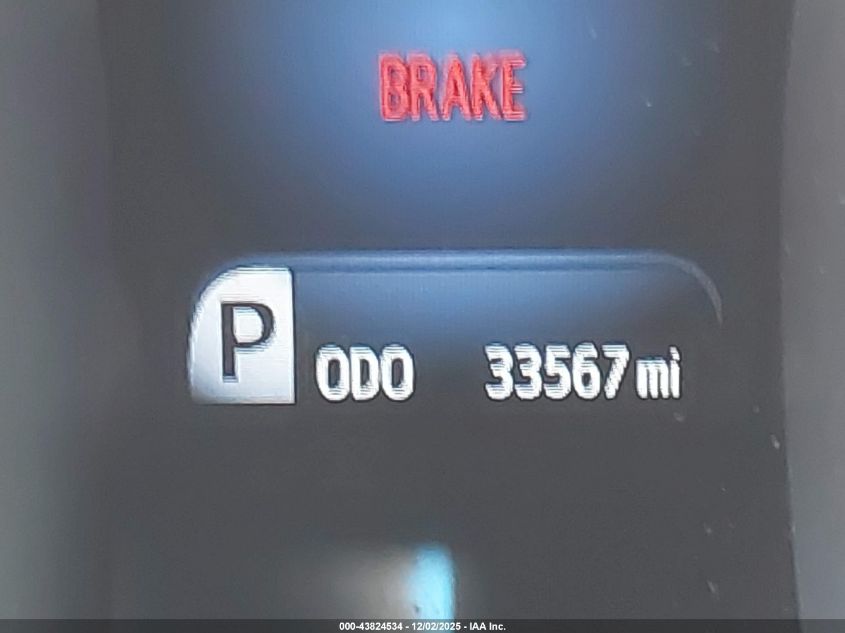 BRAKE
P ODO 33567 mi
000-43824534 - 12/02/2025 - IAA Inc.